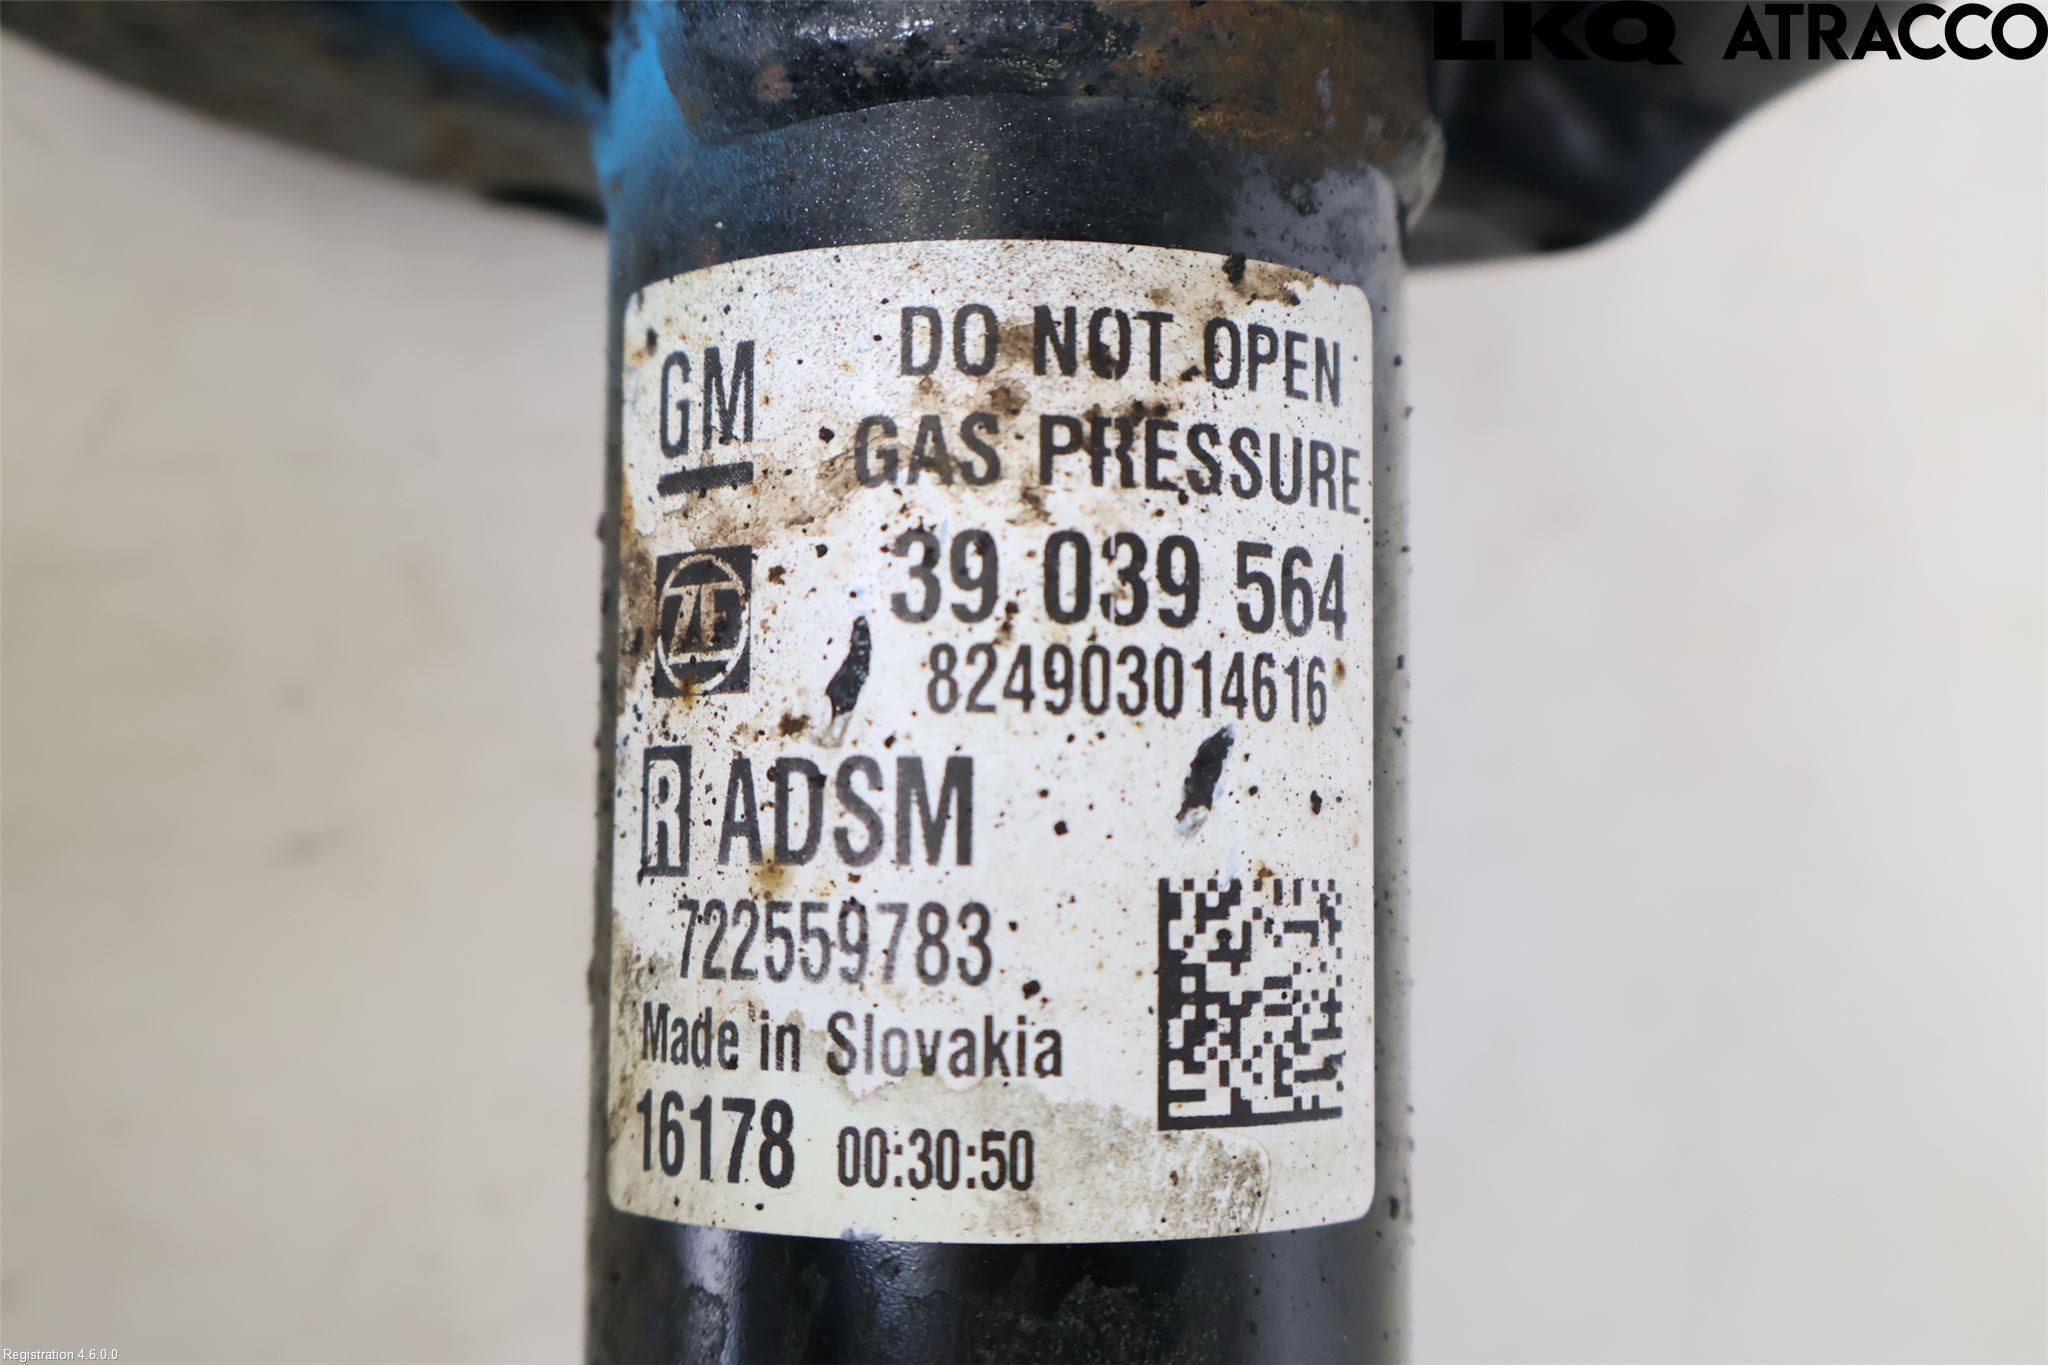 LKQ ATRACCO
GM
DO NOT OPEN
GAS PRESSURE
ZF
39 039 564
824903014616
R ADSM
722559783
Made in Slovakia
16178 00:30:50
Registration 4.6.0.0